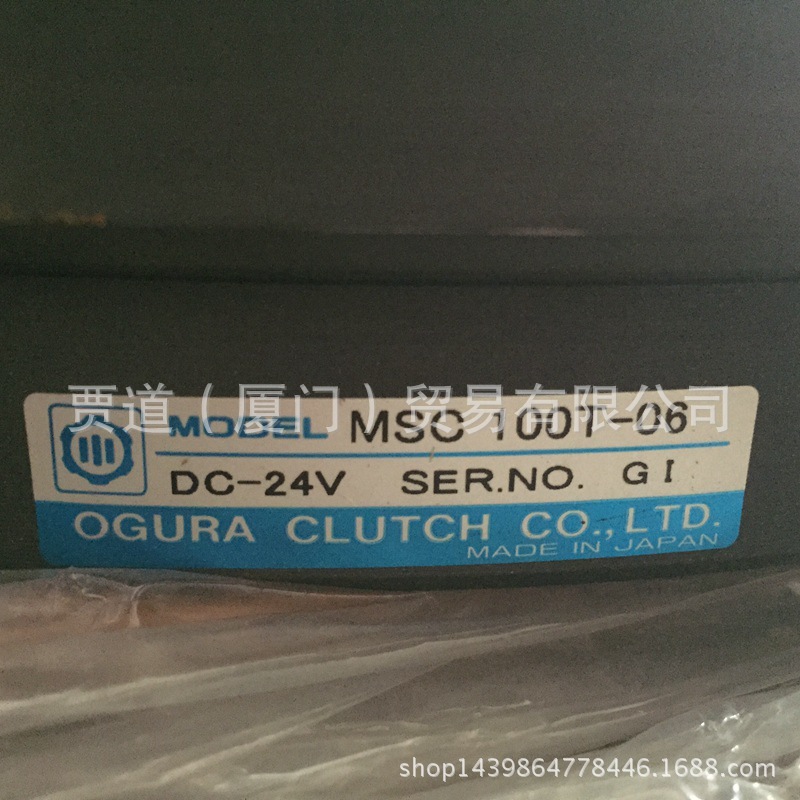 贾道（厦门）贸易有限公司
MODEL MSC 100T-06
DC-24V SER.NO. G I
OGURA CLUTCH CO.,LTD.
MADE IN JAPAN
shop1439864778446.1688.com